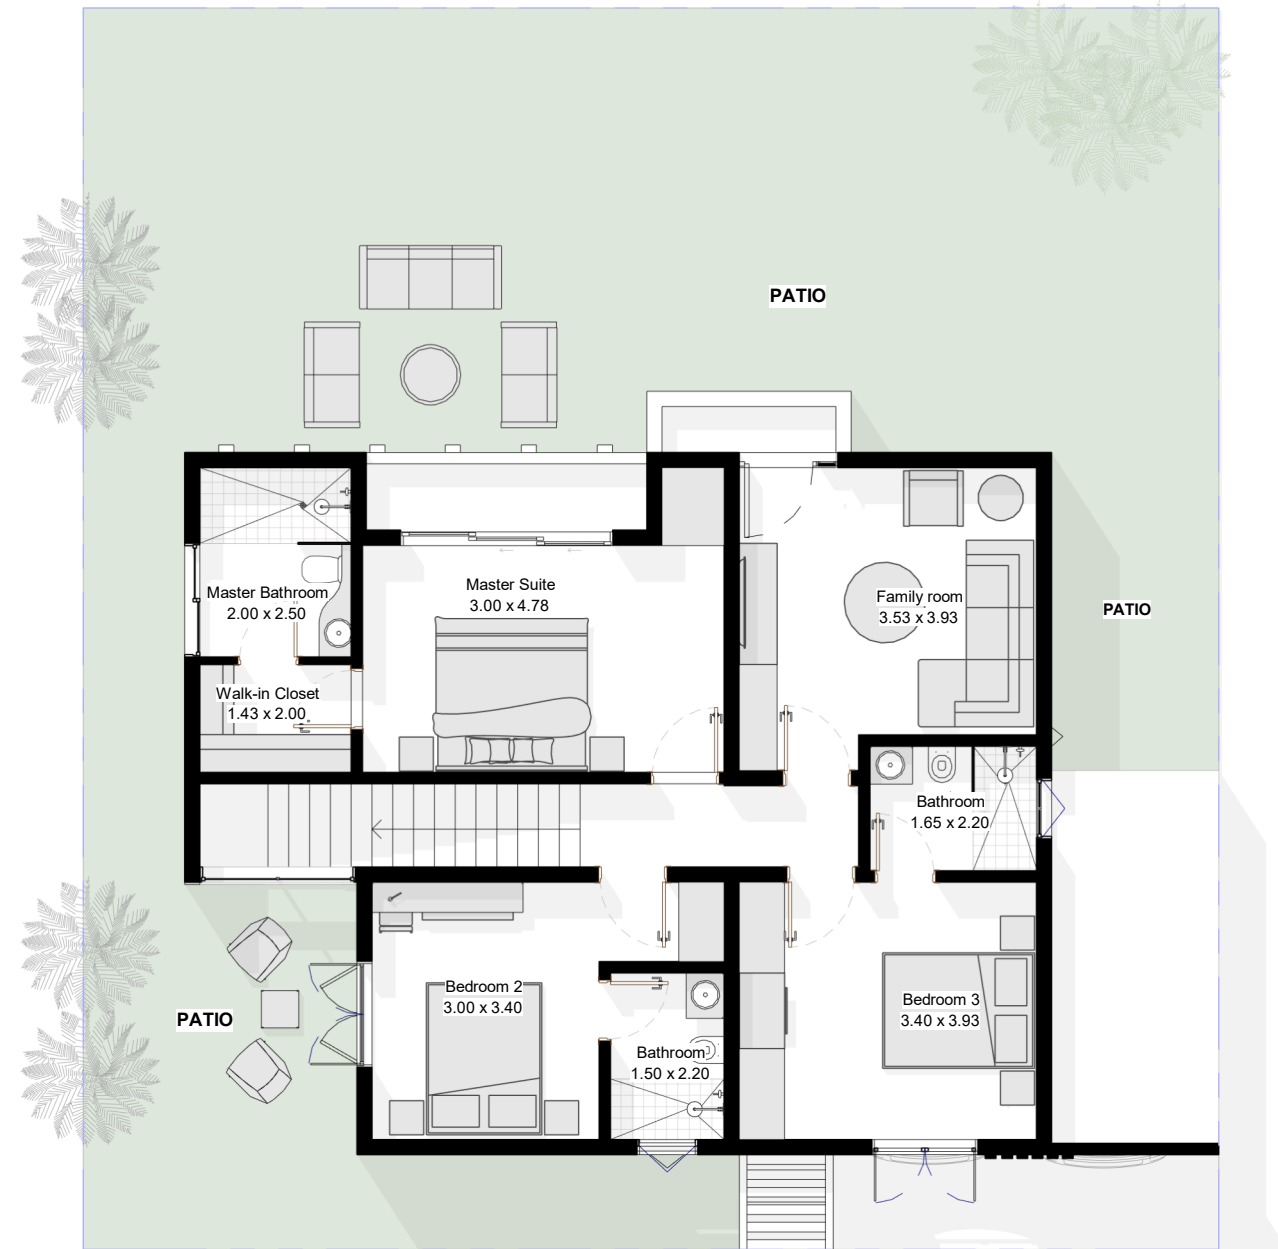 PATIO
Master Suite
3.00 x 4.78
Master Bathroom
2.00 x 2.50
Family room
3.53 x 3.93
PATIO
Walk-in Closet
1.43 x 2.00
Bathroom
1.65 x 2.20
Bedroom 2
3.00 x 3.40
Bedroom 3
3.40 x 3.93
PATIO
Bathroom
1.50 x 2.20